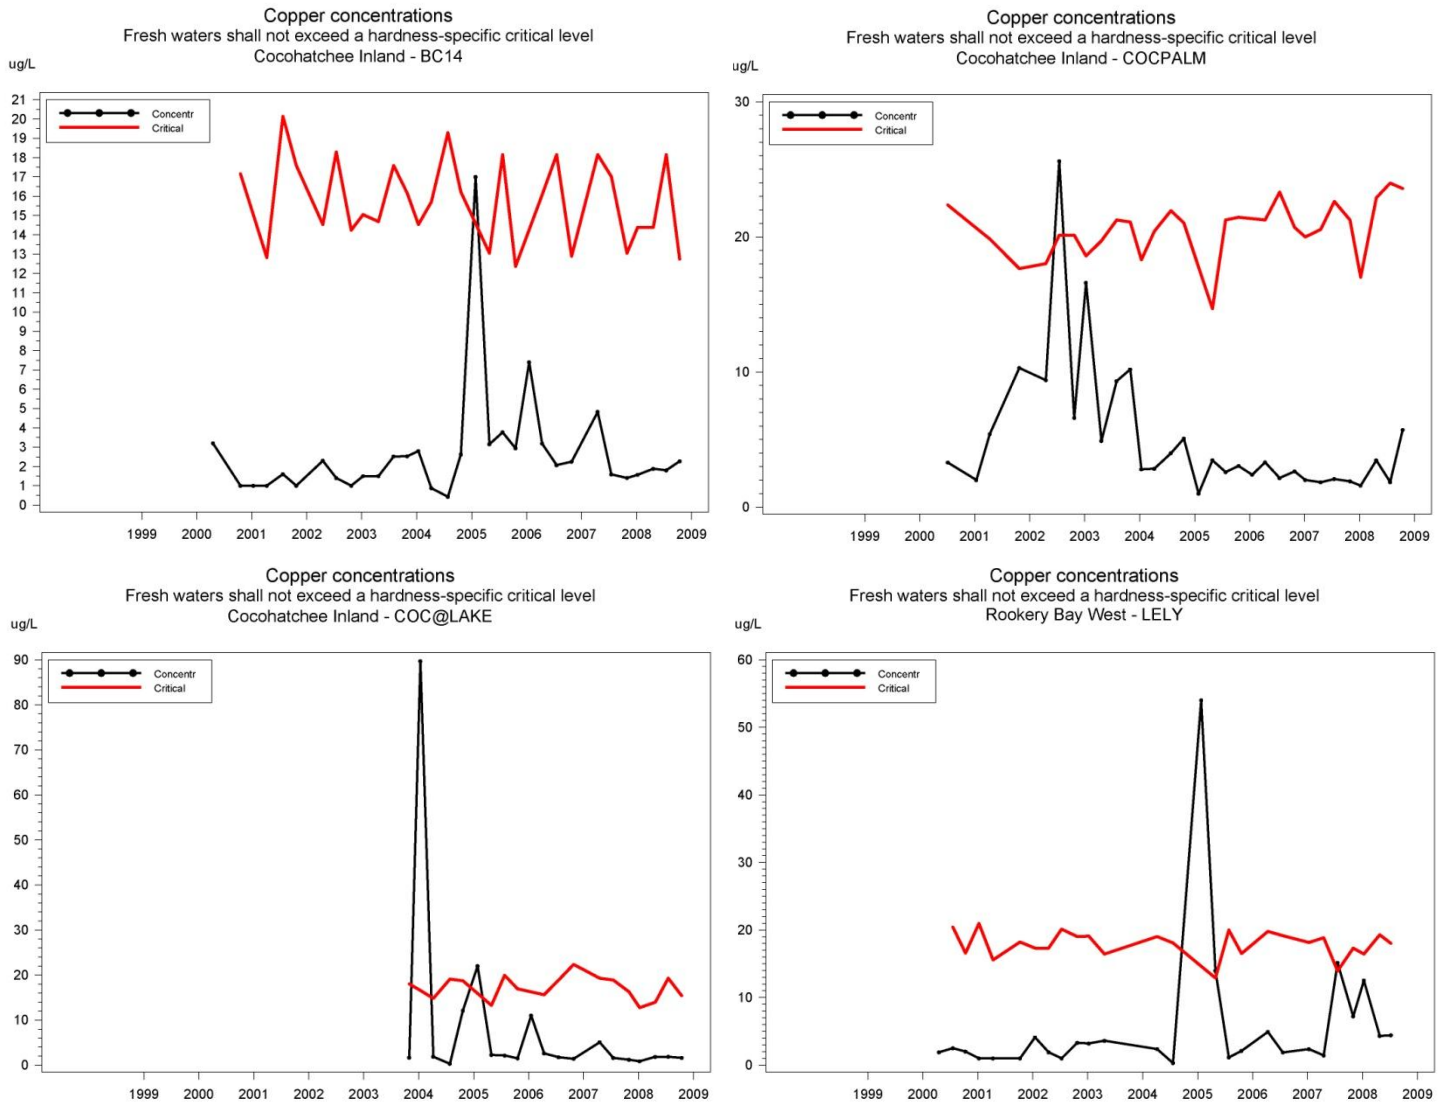 Copper concentrations
Fresh waters shall not exceed a hardness-specific critical level
Cocohatchee Inland - BC14
ug/L
Concentr
Critical
21
20
19
18
17
16
15
14
13
12
11
10
9
8
7
6
5
4
3
2
1
0
1999 2000 2001 2002 2003 2004 2005 2006 2007 2008 2009
Copper concentrations
Fresh waters shall not exceed a hardness-specific critical level
Cocohatchee Inland - COCPALM
ug/L
Concentr
Critical
30
20
10
0
1999 2000 2001 2002 2003 2004 2005 2006 2007 2008 2009
Copper concentrations
Fresh waters shall not exceed a hardness-specific critical level
Cocohatchee Inland - COC@LAKE
ug/L
Concentr
Critical
90
80
70
60
50
40
30
20
10
0
1999 2000 2001 2002 2003 2004 2005 2006 2007 2008 2009
Copper concentrations
Fresh waters shall not exceed a hardness-specific critical level
Rookery Bay West - LELY
ug/L
Concentr
Critical
60
50
40
30
20
10
0
1999 2000 2001 2002 2003 2004 2005 2006 2007 2008 2009